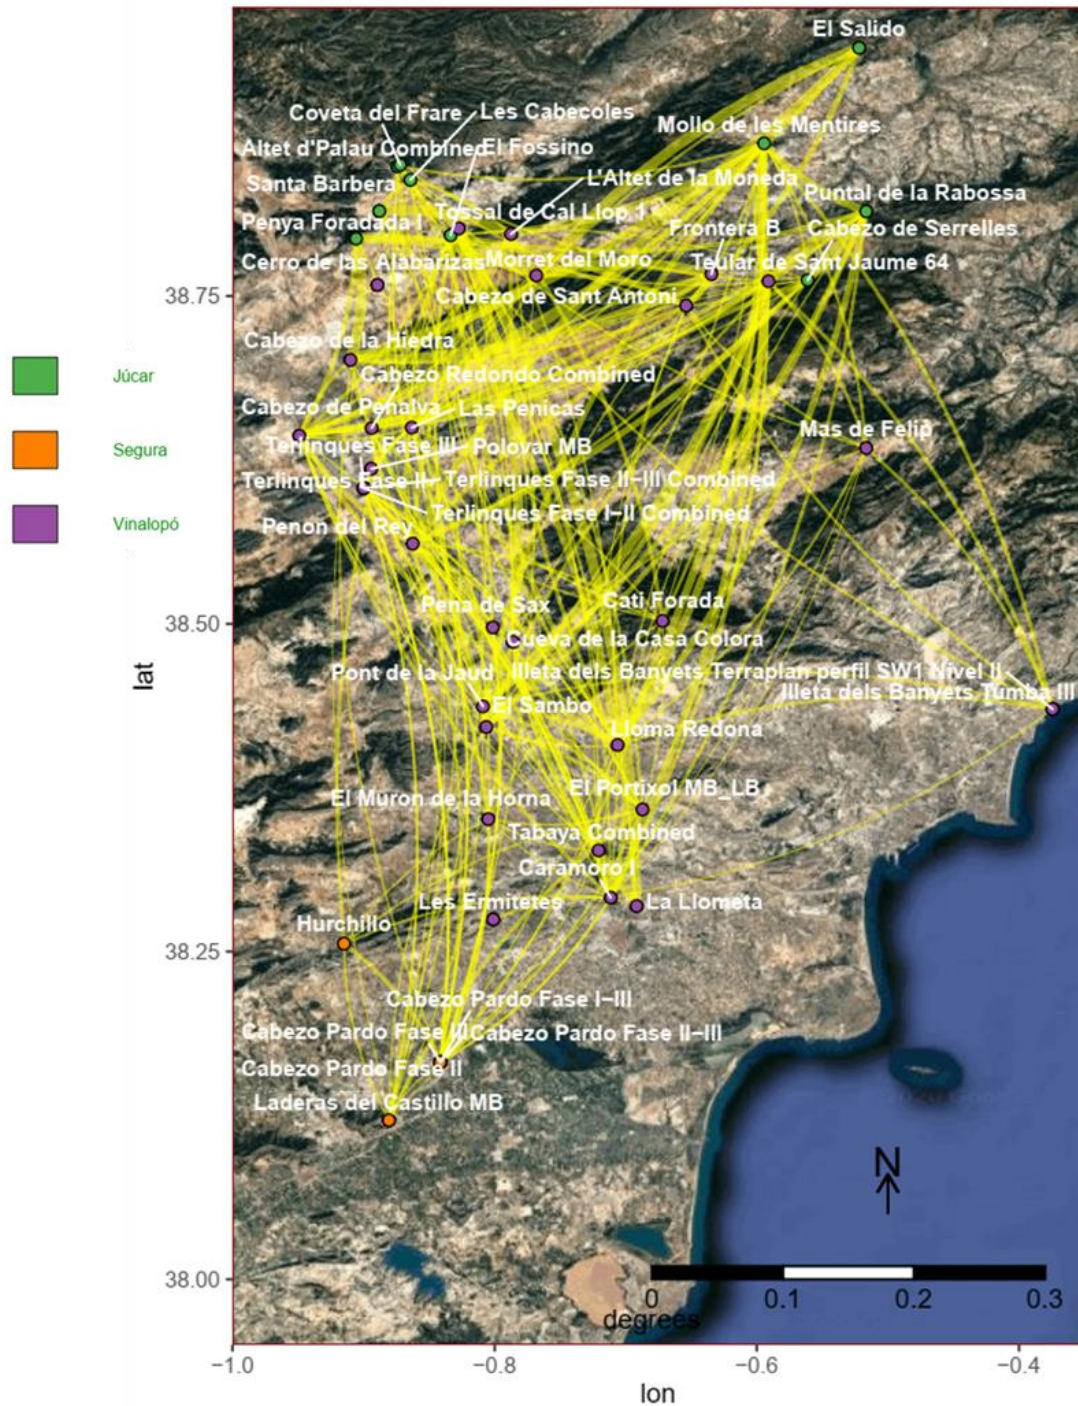 El Salido
Coveta del Frare
Les Cabecoles
Mollo de les Mentires
Altet d'Palau Combined
El Fossino
Santa Barbera
L'Altet de la Moneda
Puntal de la Rabossa
Penya Foradada I
Tossal de Cal Llop 1
Frontera B
Cabezo de Serrelles
Cerro de las Alabarizas
Morret del Moro
Teular de Sant Jaume 64
38.75
Cabezo de Sant Antoni
Cabezo de la Hiedra
Júcar
Cabezo Redondo Combined
Cabezo de Penalva
Las Penicas
Mas de Felip
Segura
Terlinques Fase III
Polovar MB
Terlinques Fase II
Terlinques Fase II-III Combined
Vinalopó
Terlinques Fase I-II Combined
Penon del Rey
Pena de Sax
Cati Forada
38.50
Cueva de la Casa Colora
Pont de la Jaud
Illeta dels Banyets Terraplan perfil SW1 Nivel II
lat
Illeta dels Banyets Tumba III
El Sambo
Lloma Redona
El Muron de la Horna
El Portixol MB_LB
Tabaya Combined
Caramoro I
Les Ermitetes
La Llometa
Hurchillo
38.25
Cabezo Pardo Fase I-III
Cabezo Pardo Fase III
Cabezo Pardo Fase II-III
Cabezo Pardo Fase II
Laderas del Castillo MB
N
38.00
0
0.1
0.2
0.3
degrees
-1.0
-0.8
-0.6
-0.4
lon